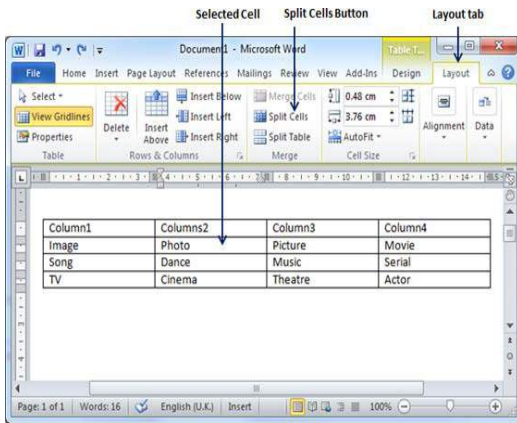 Selected Cell Split Cells Button Layout tab
Document1 - Microsoft Word Table T...
File Home Insert Page Layout References Mailings Review View Add-Ins Design Layout
Select Insert Below Merge Cells 0.48 cm
View Gridlines Delete Insert Above Insert Left Split Cells 3.76 cm Alignment Data
Properties Insert Right Split Table AutoFit
Table Rows & Columns Merge Cell Size
Column1 Columns2 Column3 Column4
Image Photo Picture Movie
Song Dance Music Serial
TV Cinema Theatre Actor
Page: 1 of 1 Words: 16 English (U.K.) Insert 100%